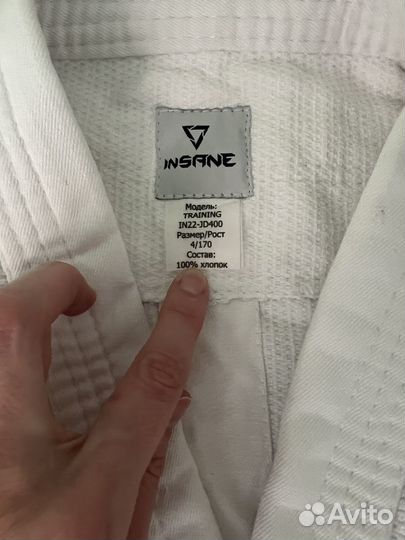 INSANE
Модель:
TRAINING
IN22-JD400
Размер/Рост
4/170
Состав:
100% хлопок
Avito